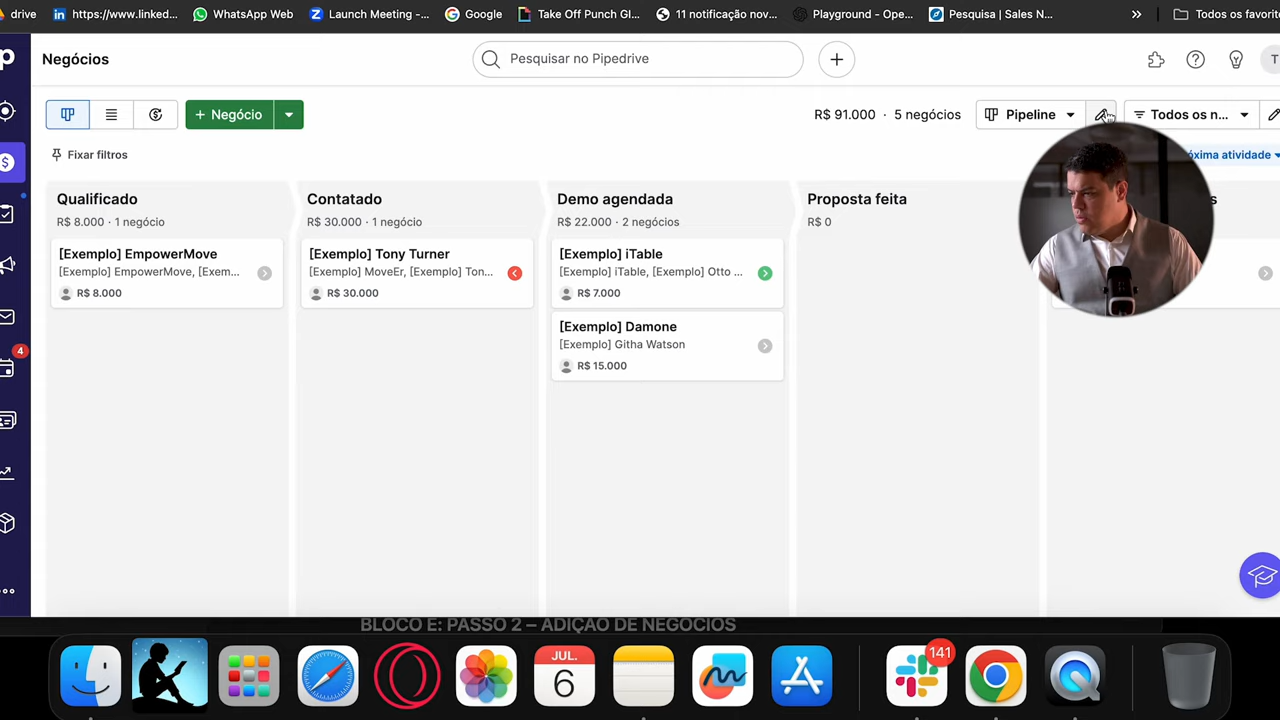 drive
https://www.linked...
WhatsApp Web
Launch Meeting -...
Google
Take Off Punch Gl...
11 notificação nov...
Playground - Ope...
Pesquisa | Sales N...
Todos os favorit
Negócios
Pesquisar no Pipedrive
T
+ Negócio
R$ 91.000 · 5 negócios
Pipeline
Todos os n...
Fixar filtros
óxima atividade
Qualificado
R$ 8.000 · 1 negócio
Contatado
R$ 30.000 · 1 negócio
Demo agendada
R$ 22.000 · 2 negócios
Proposta feita
R$ 0
[Exemplo] EmpowerMove
[Exemplo] EmpowerMove, [Exem...
R$ 8.000
[Exemplo] Tony Turner
[Exemplo] MoveEr, [Exemplo] Ton...
R$ 30.000
[Exemplo] iTable
[Exemplo] iTable, [Exemplo] Otto ...
R$ 7.000
[Exemplo] Damone
[Exemplo] Githa Watson
R$ 15.000
4
BLOCO E: PASSO 2 – ADIÇÃO DE NEGÓCIOS
JUL.
6
141